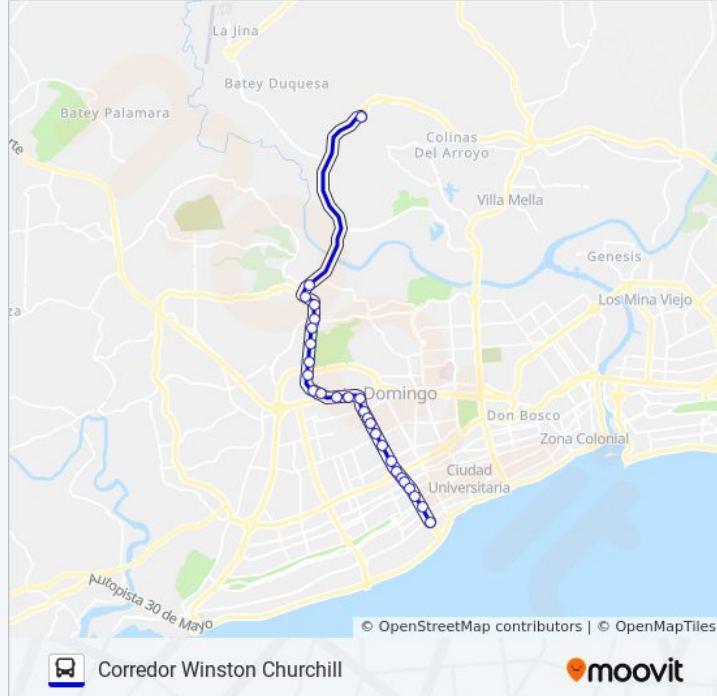 La Jina
Batey Duquesa
Batey Palamara
Colinas
Del Arroyo
Villa Mella
Genesis
Los Mina Viejo
Domingo
Don Bosco
Zona Colonial
Ciudad
Universitaria
Autopista 30 de Mayo
© OpenStreetMap contributors | © OpenMapTiles
Corredor Winston Churchill
moovit